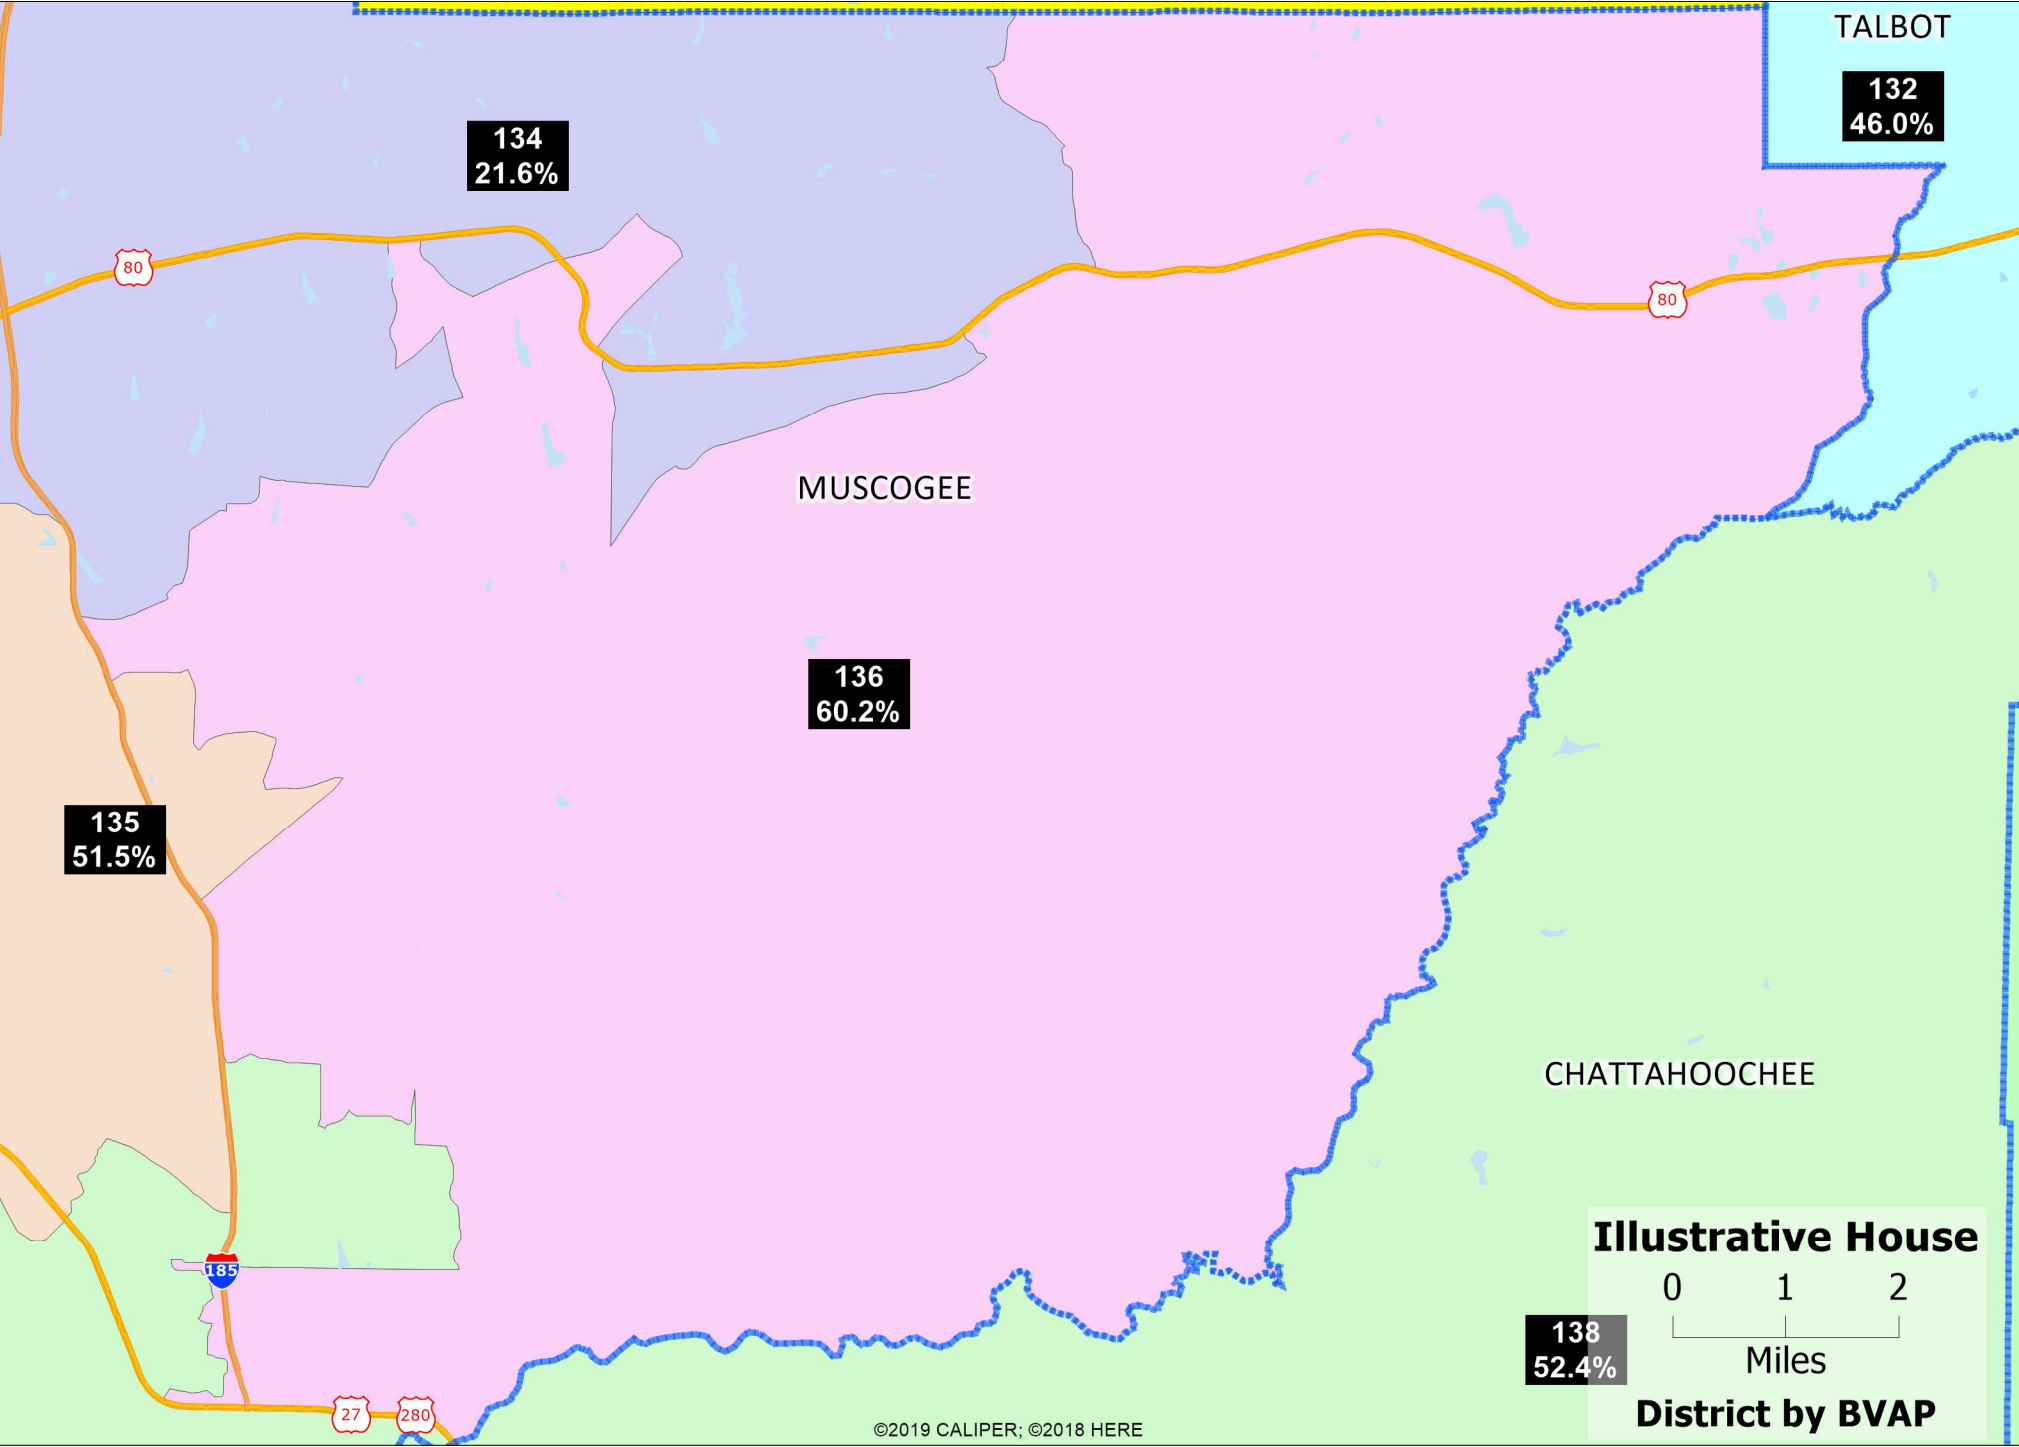 TALBOT
132
46.0%
134
21.6%
80
80
MUSCOGEE
136
60.2%
135
51.5%
CHATTAHOOCHEE
185
Illustrative House
0 1 2
Miles
138
52.4%
District by BVAP
27
280
©2019 CALIPER; ©2018 HERE